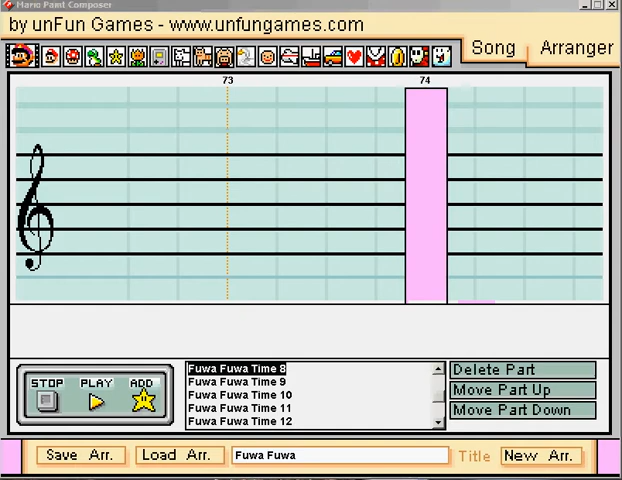 Mario Paint Composer
by unFun Games - www.unfungames.com
Song
Arranger
73
74
STOP
PLAY
ADD
Fuwa Fuwa Time 8
Fuwa Fuwa Time 9
Fuwa Fuwa Time 10
Fuwa Fuwa Time 11
Fuwa Fuwa Time 12
Delete Part
Move Part Up
Move Part Down
Save Arr.
Load Arr.
Fuwa Fuwa
Title
New Arr.